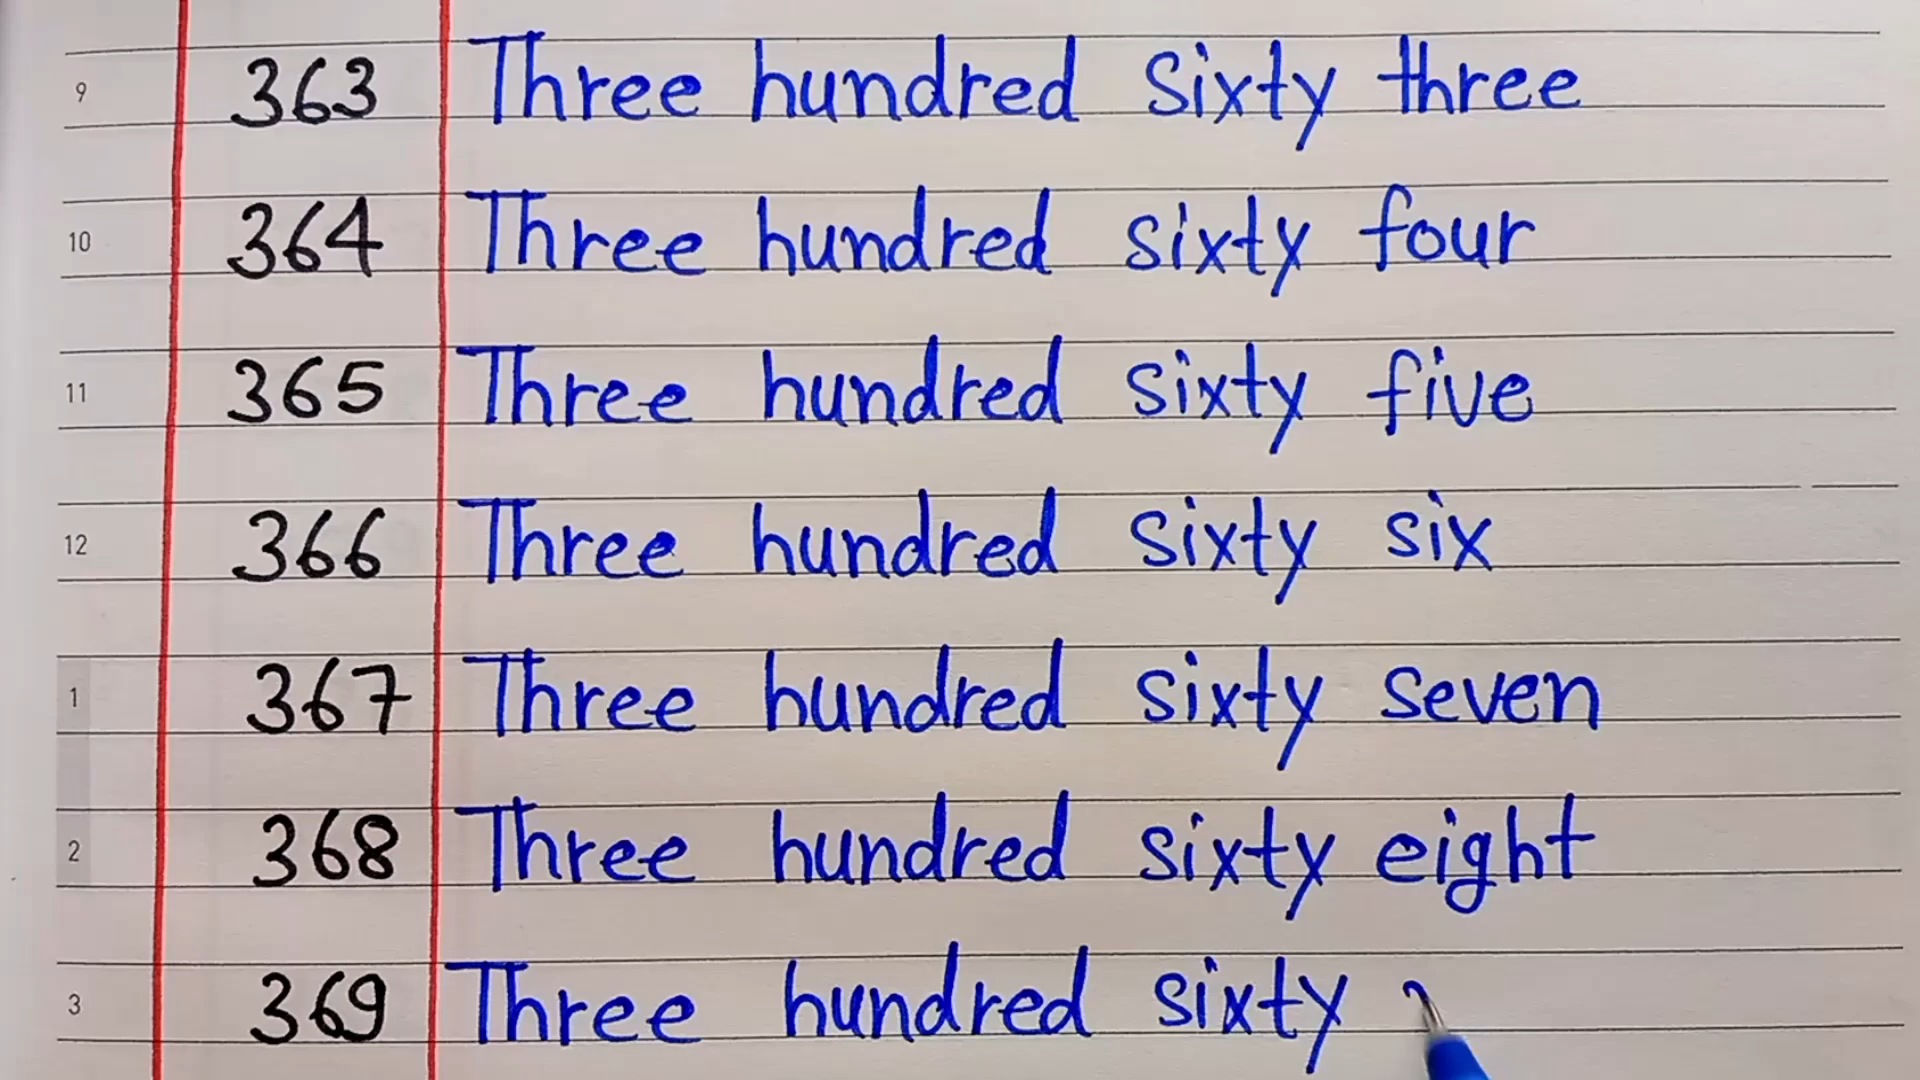 9 363 Three hundred sixty three
10 364 Three hundred sixty four
11 365 Three hundred sixty five
12 366 Three hundred sixty six
1 367 Three hundred sixty seven
2 368 Three hundred sixty eight
3 369 Three hundred sixty